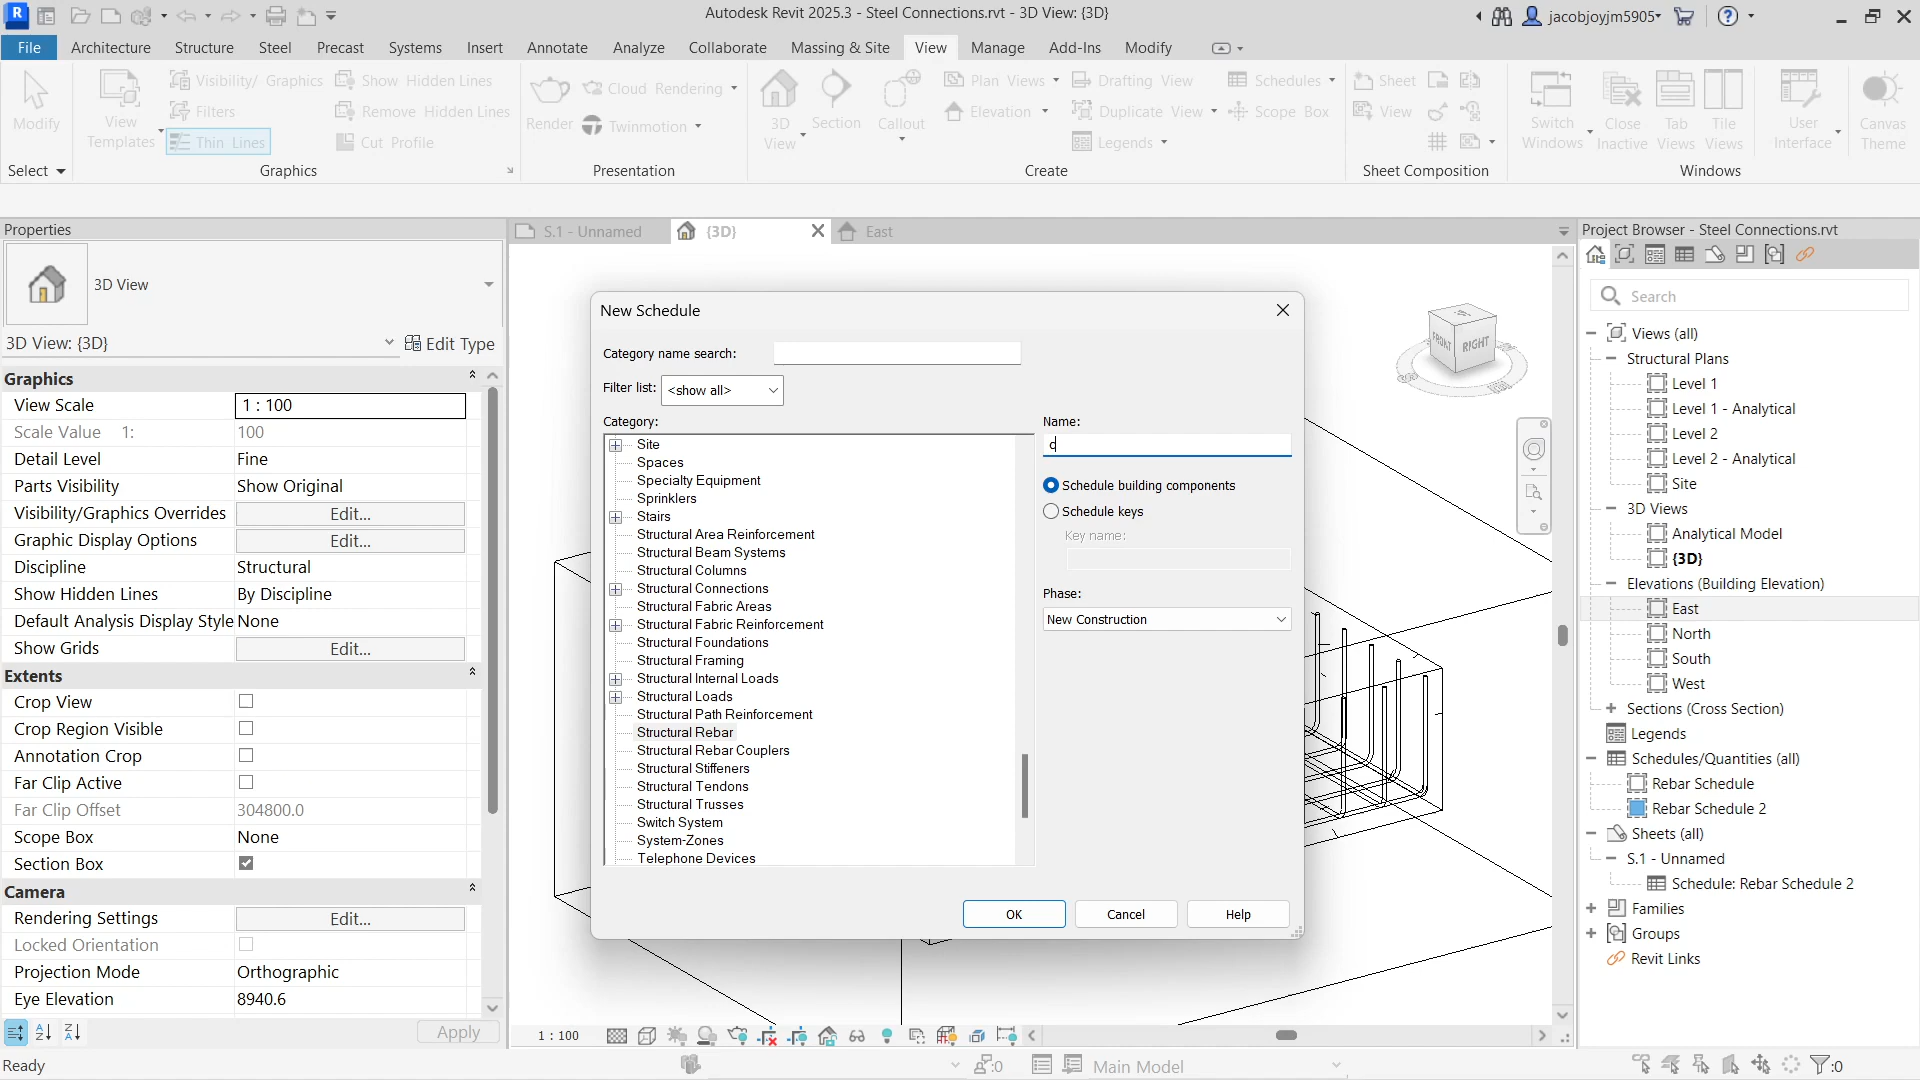 Autodesk Revit 2025.3 - Steel Connections.rvt - 3D View: {3D}
jacobjoyjm5905
File Architecture Structure Steel Precast Systems Insert Annotate Analyze Collaborate Massing & Site View Manage Add-Ins Modify
Modify
View Templates
Visibility/ Graphics
Filters
Thin Lines
Show Hidden Lines
Remove Hidden Lines
Cut Profile
Render
Cloud Rendering
Twinmotion
3D View
Section
Callout
Plan Views
Elevation
Drafting View
Duplicate View
Legends
Schedules
Scope Box
Sheet
View
Switch Windows
Close Inactive
Tab Views
Tile Views
User Interface
Canvas Theme
Select Graphics Presentation Create Sheet Composition Windows
Properties
3D View
3D View: {3D} Edit Type
Graphics
View Scale 1 : 100
Scale Value 1: 100
Detail Level Fine
Parts Visibility Show Original
Visibility/Graphics Overrides Edit...
Graphic Display Options Edit...
Discipline Structural
Show Hidden Lines By Discipline
Default Analysis Display Style None
Show Grids Edit...
Extents
Crop View
Crop Region Visible
Annotation Crop
Far Clip Active
Far Clip Offset 304800.0
Scope Box None
Section Box
Camera
Rendering Settings Edit...
Locked Orientation
Projection Mode Orthographic
Eye Elevation 8940.6
Apply
Ready
S.1 - Unnamed {3D} East
FRONT RIGHT
New Schedule
Category name search:
Filter list: <show all>
Category:
Site
Spaces
Specialty Equipment
Sprinklers
Stairs
Structural Area Reinforcement
Structural Beam Systems
Structural Columns
Structural Connections
Structural Fabric Areas
Structural Fabric Reinforcement
Structural Foundations
Structural Framing
Structural Internal Loads
Structural Loads
Structural Path Reinforcement
Structural Rebar
Structural Rebar Couplers
Structural Stiffeners
Structural Tendons
Structural Trusses
Switch System
System-Zones
Telephone Devices
Name:
c
Schedule building components
Schedule keys
Key name:
Phase:
New Construction
OK Cancel Help
1 : 100
:0
Main Model
:0
Project Browser - Steel Connections.rvt
Search
Views (all)
Structural Plans
Level 1
Level 1 - Analytical
Level 2
Level 2 - Analytical
Site
3D Views
Analytical Model
{3D}
Elevations (Building Elevation)
East
North
South
West
Sections (Cross Section)
Legends
Schedules/Quantities (all)
Rebar Schedule
Rebar Schedule 2
Sheets (all)
S.1 - Unnamed
Schedule: Rebar Schedule 2
Families
Groups
Revit Links